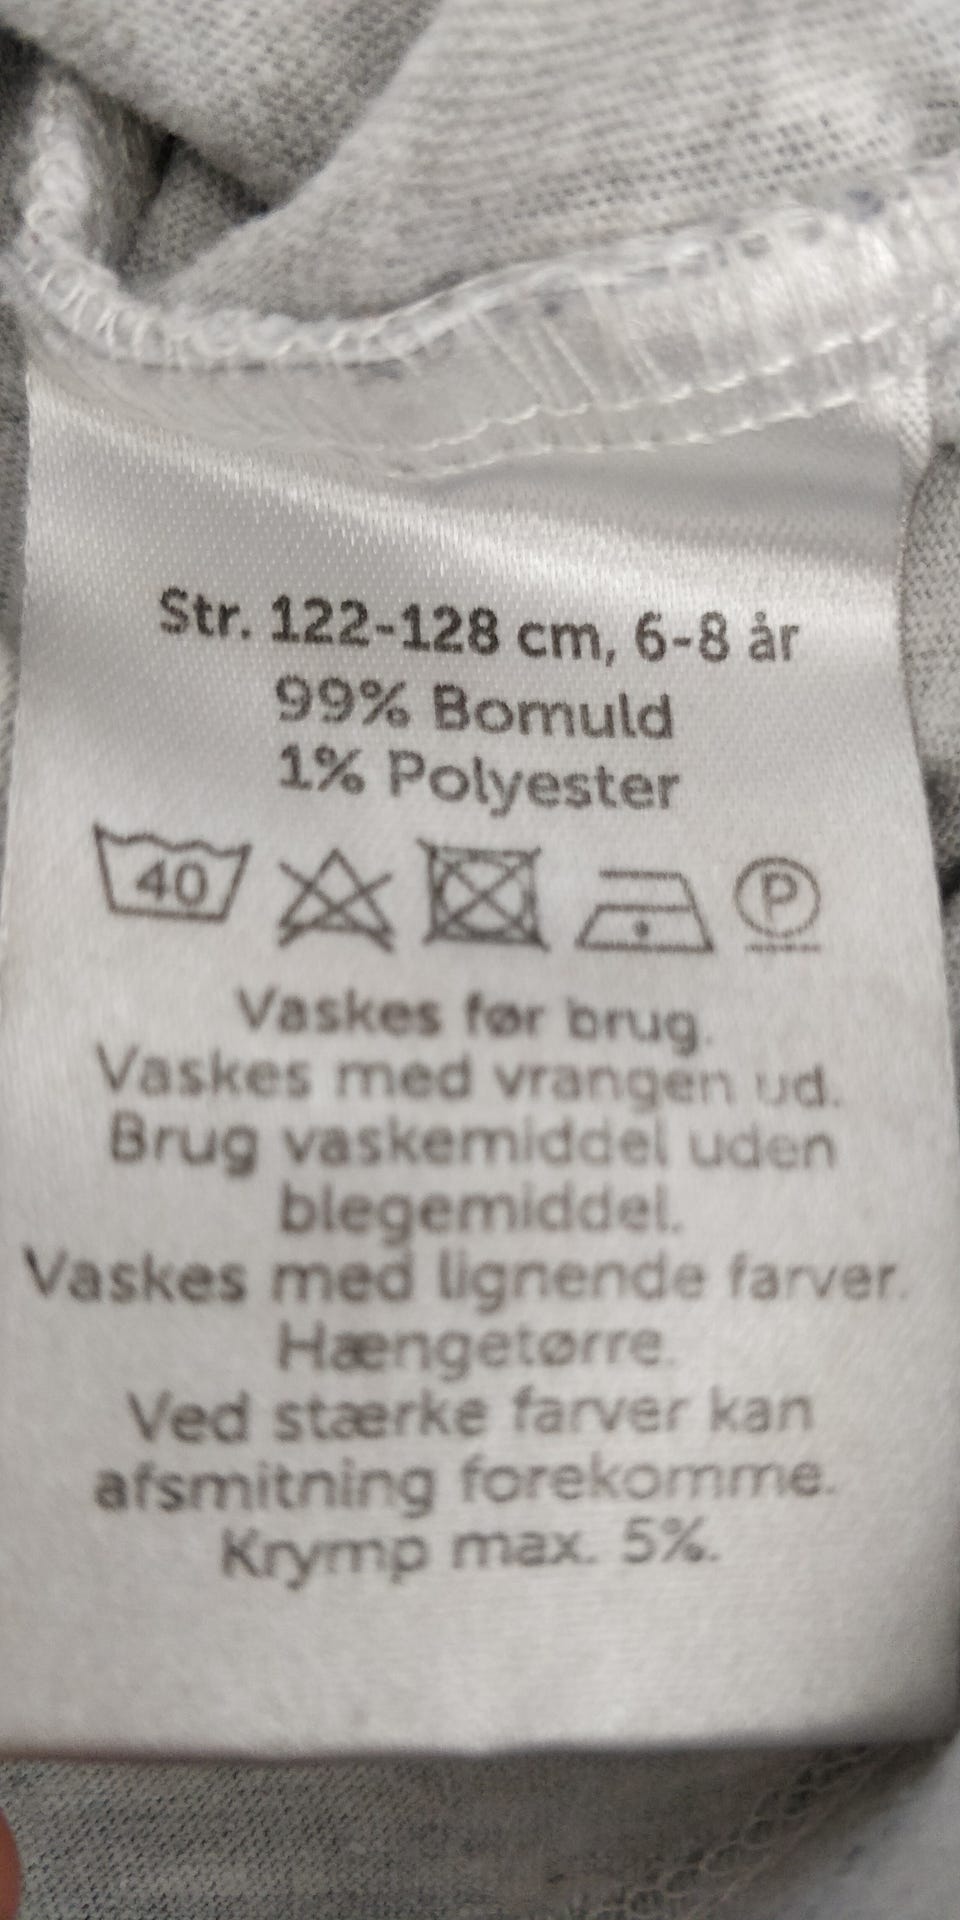 Str. 122-128 cm, 6-8 år
99% Bomuld
1% Polyester
40 P
Vaskes før brug.
Vaskes med vrangen ud.
Brug vaskemiddel uden
blegemiddel.
Vaskes med lignende farver.
Hængetørre.
Ved stærke farver kan
afsmitning forekomme.
Krymp max. 5%.